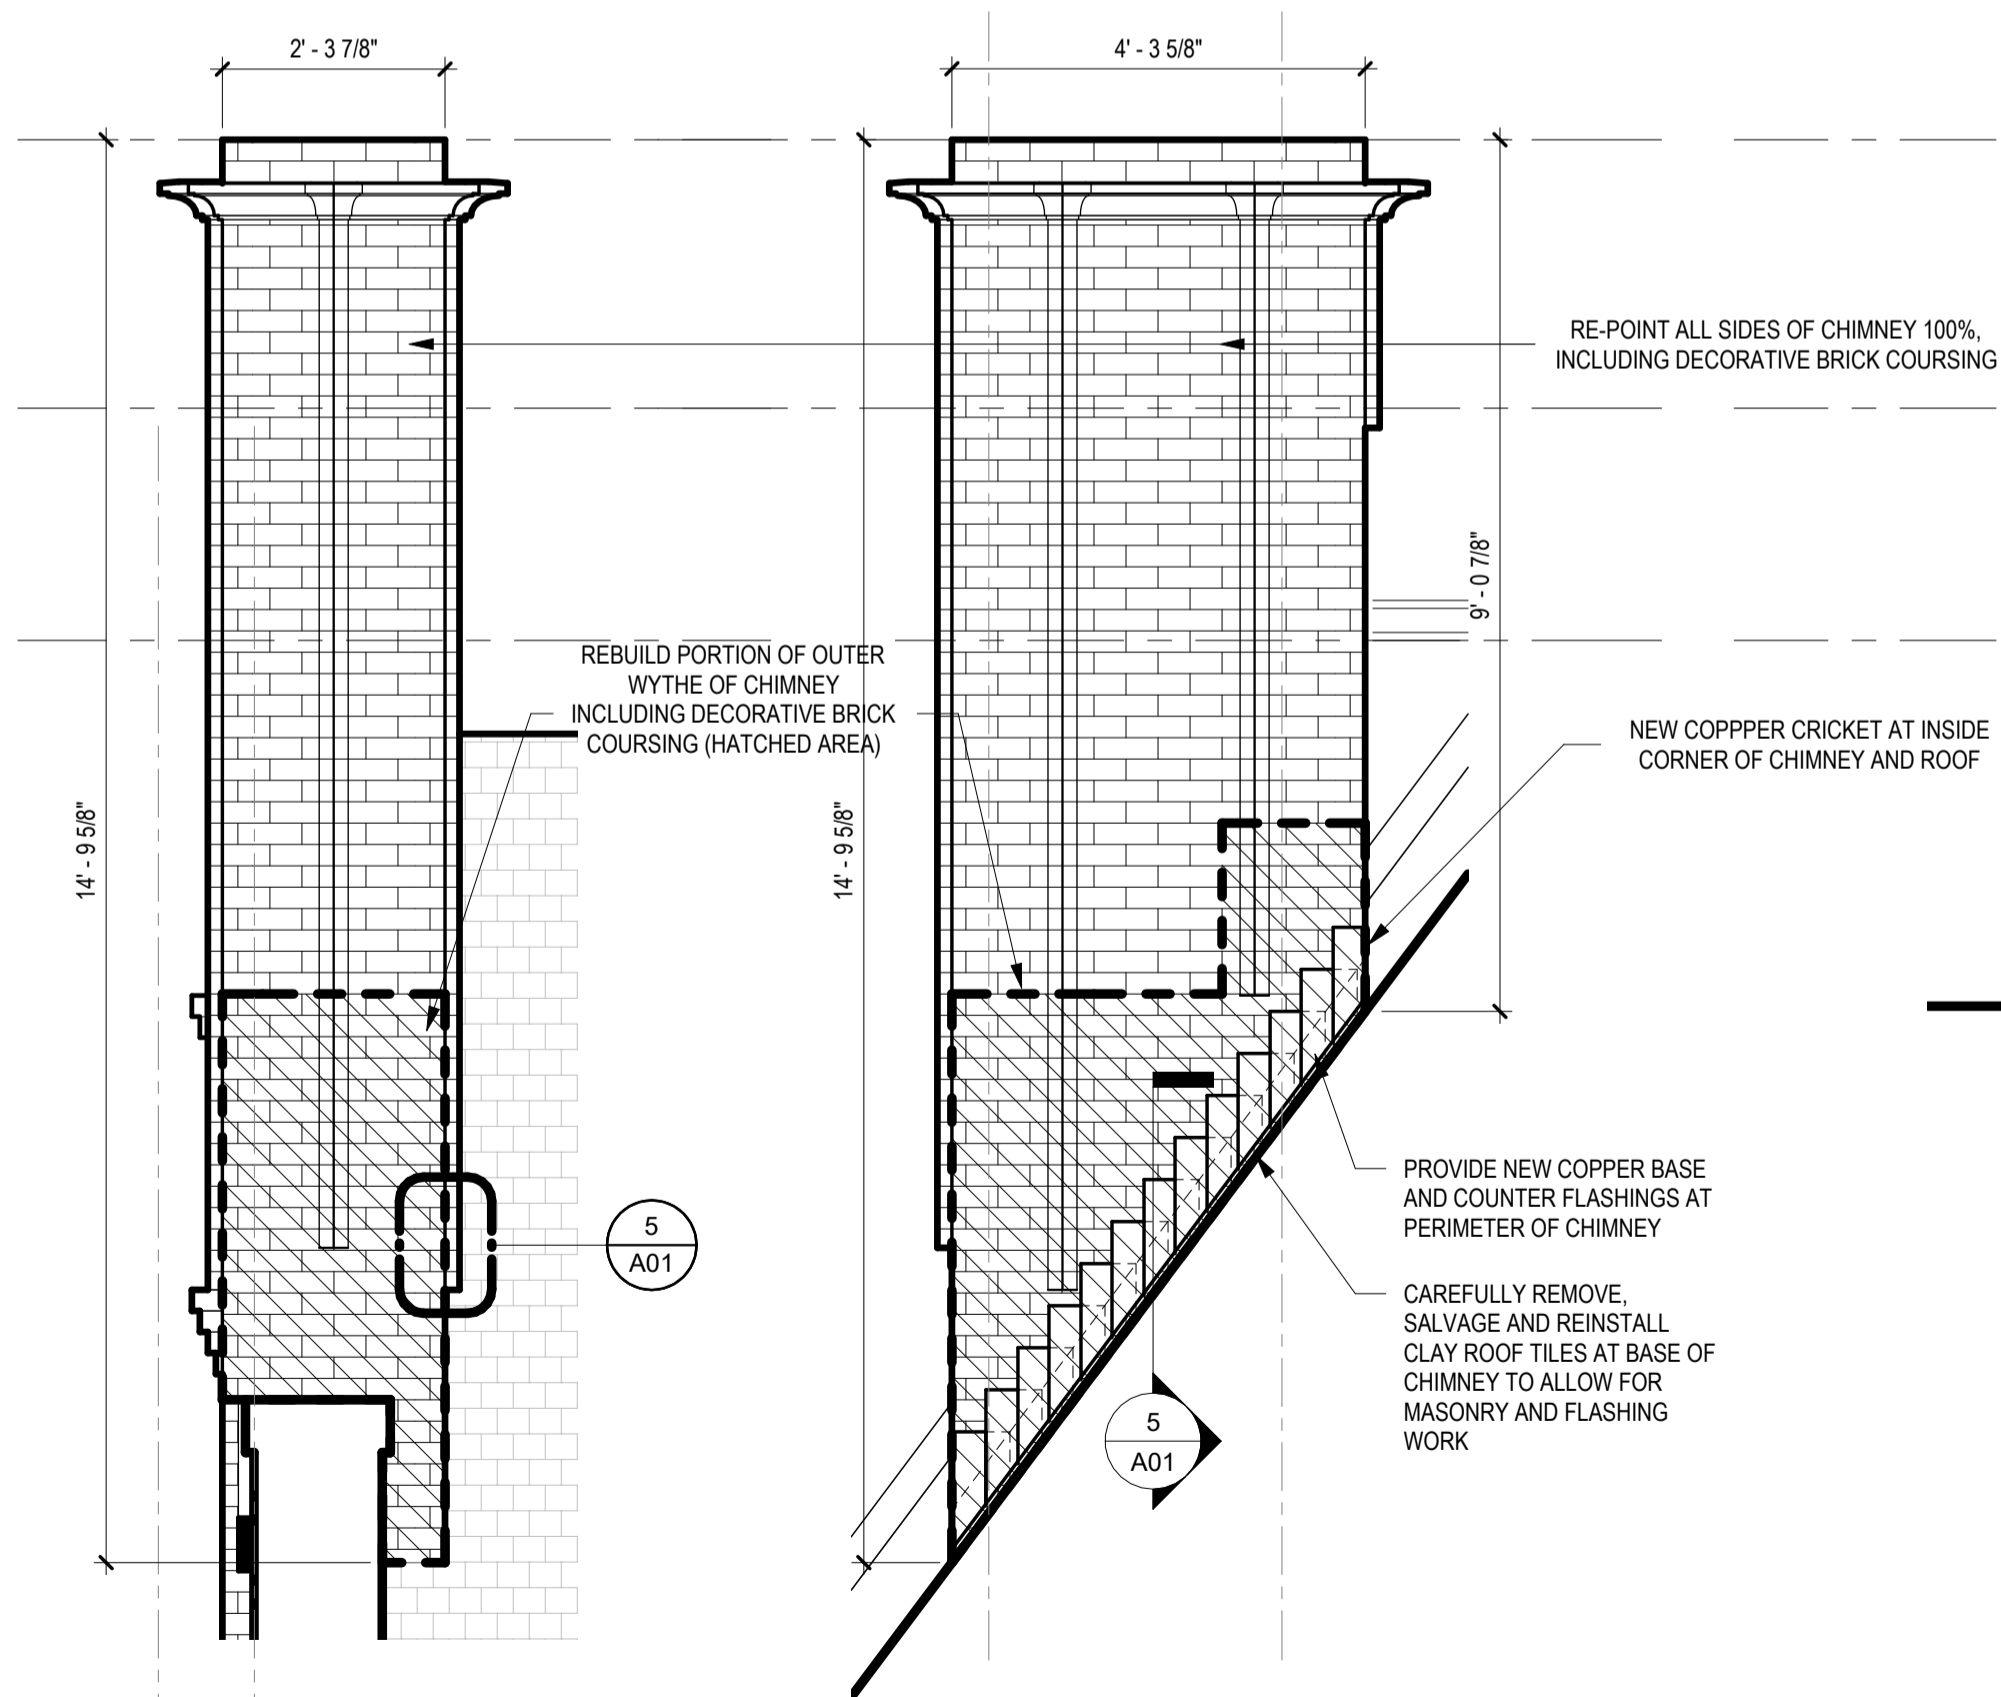 2' - 3 7/8"
4' - 3 5/8"
RE-POINT ALL SIDES OF CHIMNEY 100%,
INCLUDING DECORATIVE BRICK COURSING
9' - 0 7/8"
REBUILD PORTION OF OUTER
WYTHE OF CHIMNEY
INCLUDING DECORATIVE BRICK
COURSING (HATCHED AREA)
NEW COPPPER CRICKET AT INSIDE
CORNER OF CHIMNEY AND ROOF
14' - 9 5/8"
14' - 9 5/8"
PROVIDE NEW COPPER BASE
AND COUNTER FLASHINGS AT
PERIMETER OF CHIMNEY
5
A01
CAREFULLY REMOVE,
SALVAGE AND REINSTALL
CLAY ROOF TILES AT BASE OF
CHIMNEY TO ALLOW FOR
MASONRY AND FLASHING
WORK
5
A01